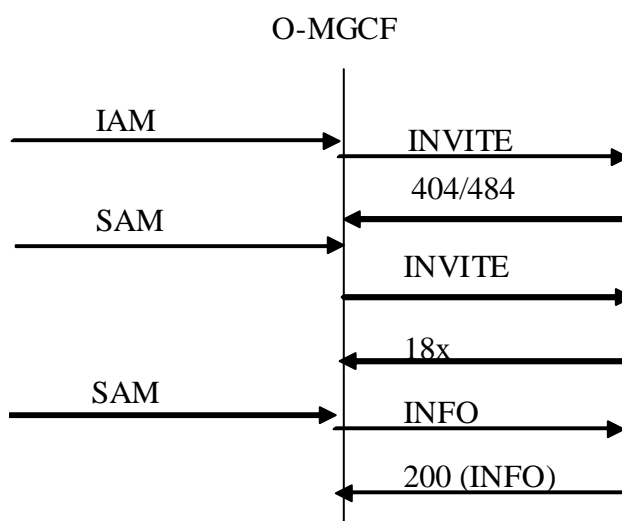 O-MGCF
IAM
INVITE
404/484
SAM
INVITE
18x
SAM
INFO
200 (INFO)